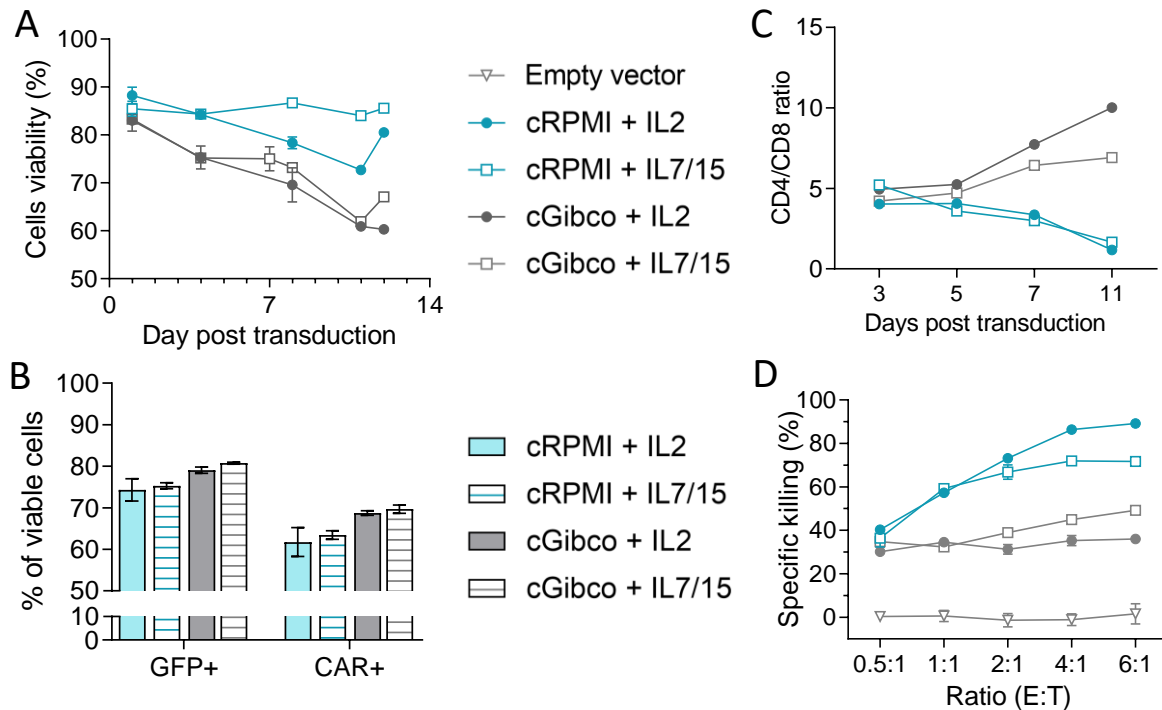 A
Cells viability (%)
100
90
80
70
60
50
0
7
14
Day post transduction
Empty vector
cRPMI + IL2
cRPMI + IL7/15
cGibco + IL2
cGibco + IL7/15
C
CD4/CD8 ratio
15
10
5
0
3
5
7
11
Days post transduction
B
% of viable cells
100
90
80
70
60
50
10
0
GFP+
CAR+
cRPMI + IL2
cRPMI + IL7/15
cGibco + IL2
cGibco + IL7/15
D
Specific killing (%)
100
80
60
40
20
0
0.5:1
1:1
2:1
4:1
6:1
Ratio (E:T)